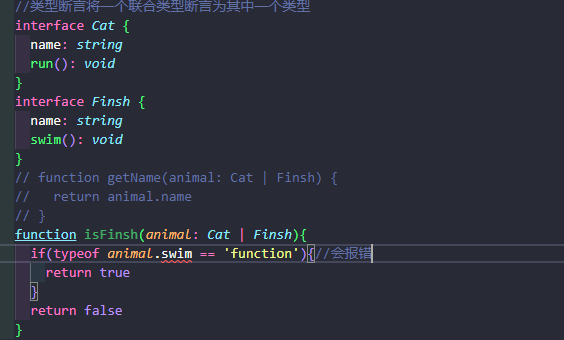 //类型断言将一个联合类型断言为其中一个类型
interface Cat {
  name: string
  run(): void
}
interface Finsh {
  name: string
  swim(): void
}
// function getName(animal: Cat | Finsh) {
//   return animal.name
// }
function isFinsh(animal: Cat | Finsh){
  if(typeof animal.swim == 'function'){//会报错
    return true
  }
  return false
}